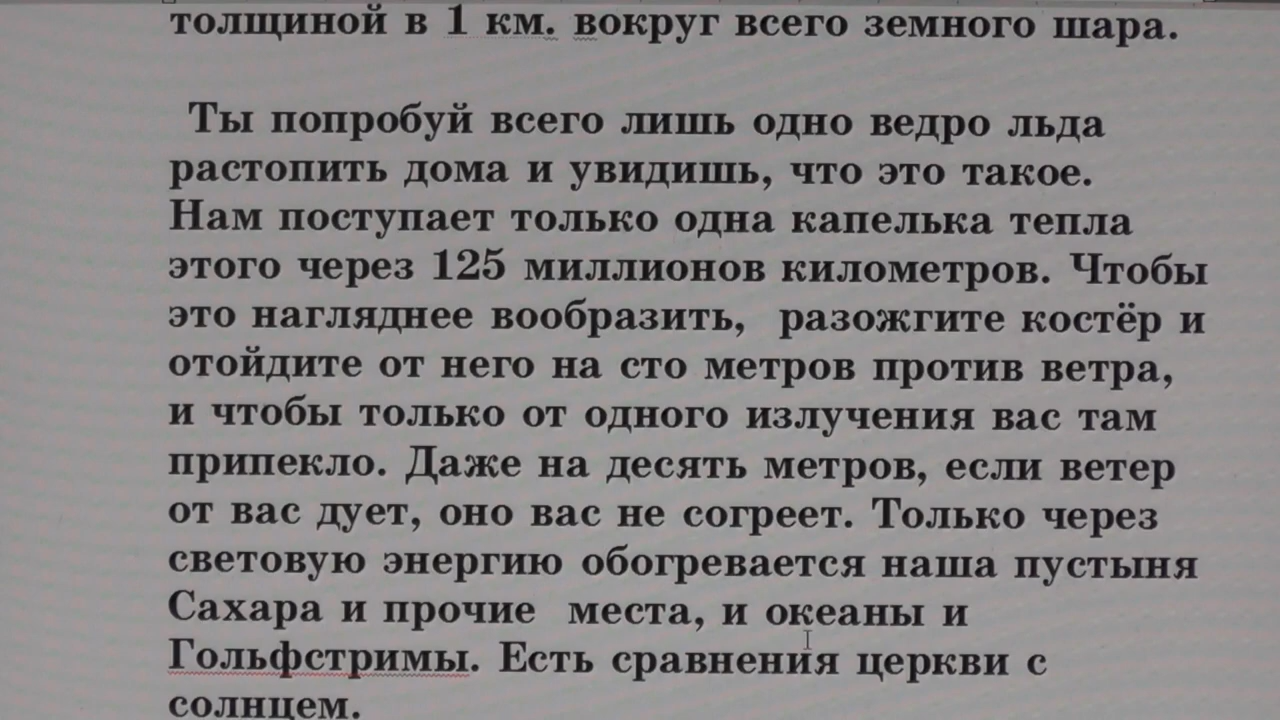 толщиной в 1 км. вокруг всего земного шара.
Ты попробуй всего лишь одно ведро льда
растопить дома и увидишь, что это такое.
Нам поступает только одна капелька тепла
этого через 125 миллионов километров. Чтобы
это нагляднее вообразить,  разожгите костёр и
отойдите от него на сто метров против ветра,
и чтобы только от одного излучения вас там
припекло. Даже на десять метров, если ветер
от вас дует, оно вас не согреет. Только через
световую энергию обогревается наша пустыня
Сахара и прочие  места, и океаны и
Гольфстримы. Есть сравнения церкви с
солнцем.